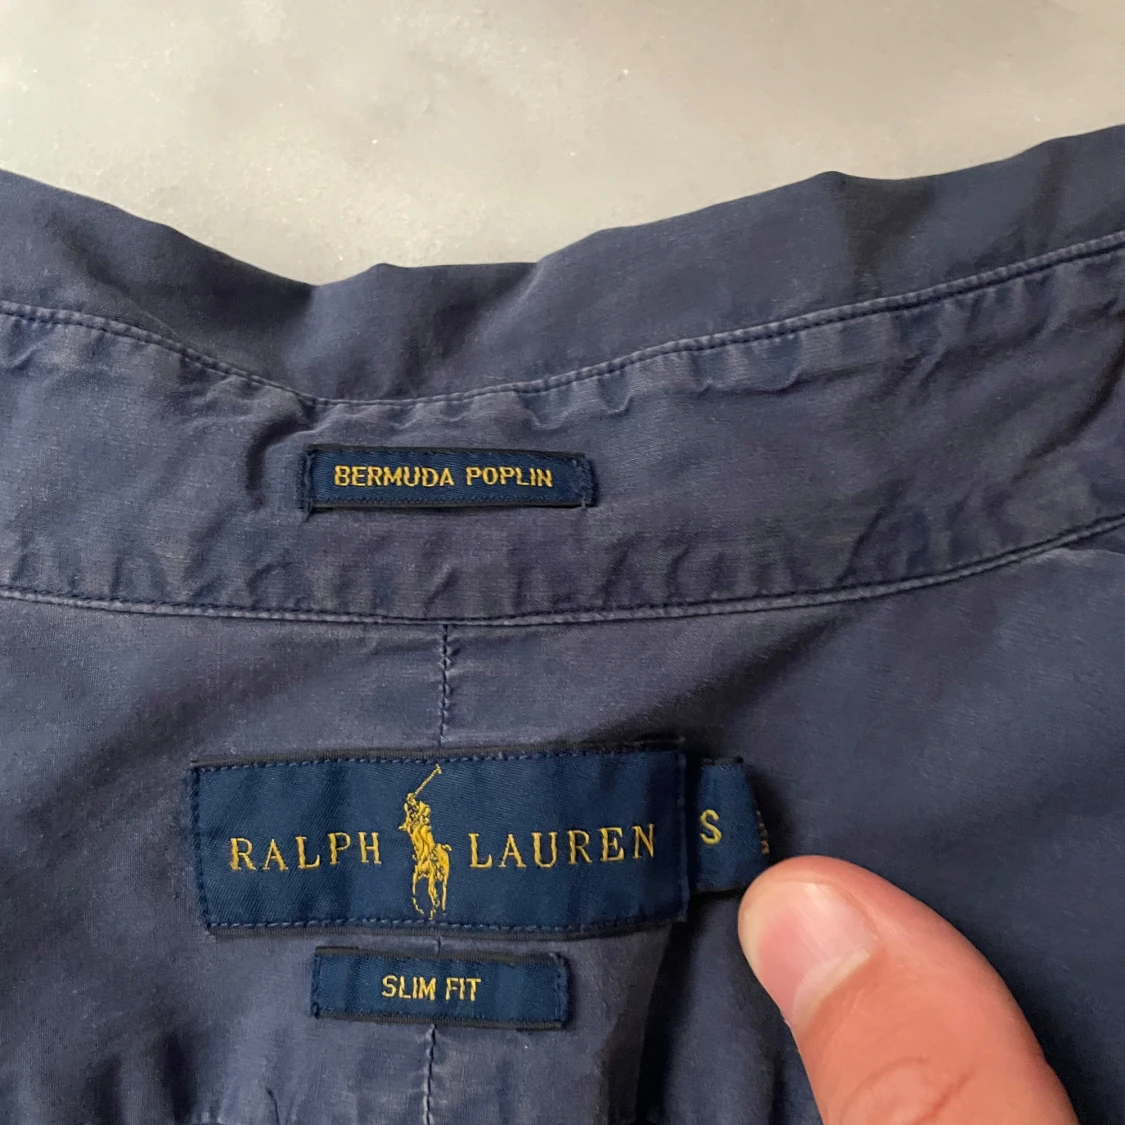 BERMUDA POPLIN
RALPH LAUREN
S
SLIM FIT